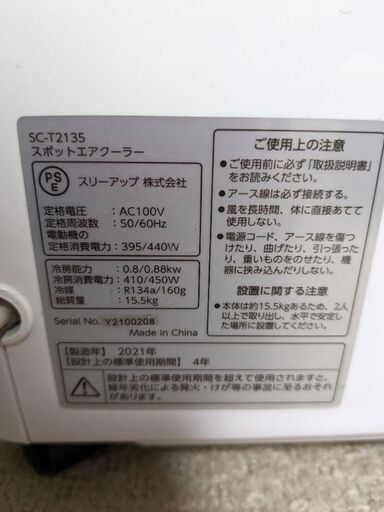 SC-T2135
スポットエアクーラー
PS
E
スリーアップ 株式会社
定格電圧 : AC100V
定格周波数 : 50/60Hz
電動機の
定格消費電力 : 395/440W
冷房能力 : 0.8/0.88kw
冷房消費電力 : 410/450W
冷媒 : R134a/160g
総質量 : 15.5kg
Serial No. Y2100208
Made in China
ご使用上の注意
●ご使用前に必ず「取扱説明書」
をお読みください。
●アース線は必ず接続する。
●風を長時間、体に直接あてて
使用しない。
●電源コード、アース線を傷つ
けたり、曲げたり、引っ張った
り、重いものをのせたり、機
器に挟み込んだりしない。
設置に関する注意
●本体は約15.5kgあるため、2人
以上で取り出し、水平で安定し
た場所に設置してください。
【製造年】 2021年
【設計上の標準使用期間】 4年
設計上の標準使用期間を超えて使用されますと、
経年劣化による発火・けが等の事故に至るおそれ
があります。